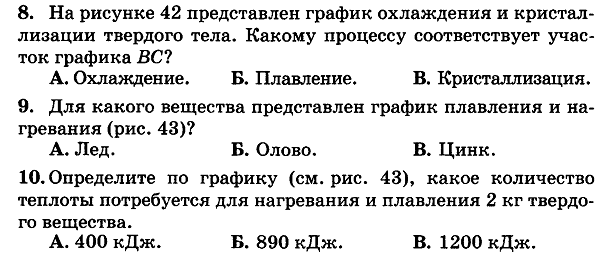 8. На рисунке 42 представлен график охлаждения и кристал-
лизации твердого тела. Какому процессу соответствует учас-
ток графика BC?
А. Охлаждение. Б. Плавление. В. Кристаллизация.
9. Для какого вещества представлен график плавления и на-
гревания (рис. 43)?
А. Лед. Б. Олово. В. Цинк.
10. Определите по графику (см. рис. 43), какое количество
теплоты потребуется для нагревания и плавления 2 кг твердо-
го вещества.
А. 400 кДж. Б. 890 кДж. В. 1200 кДж.